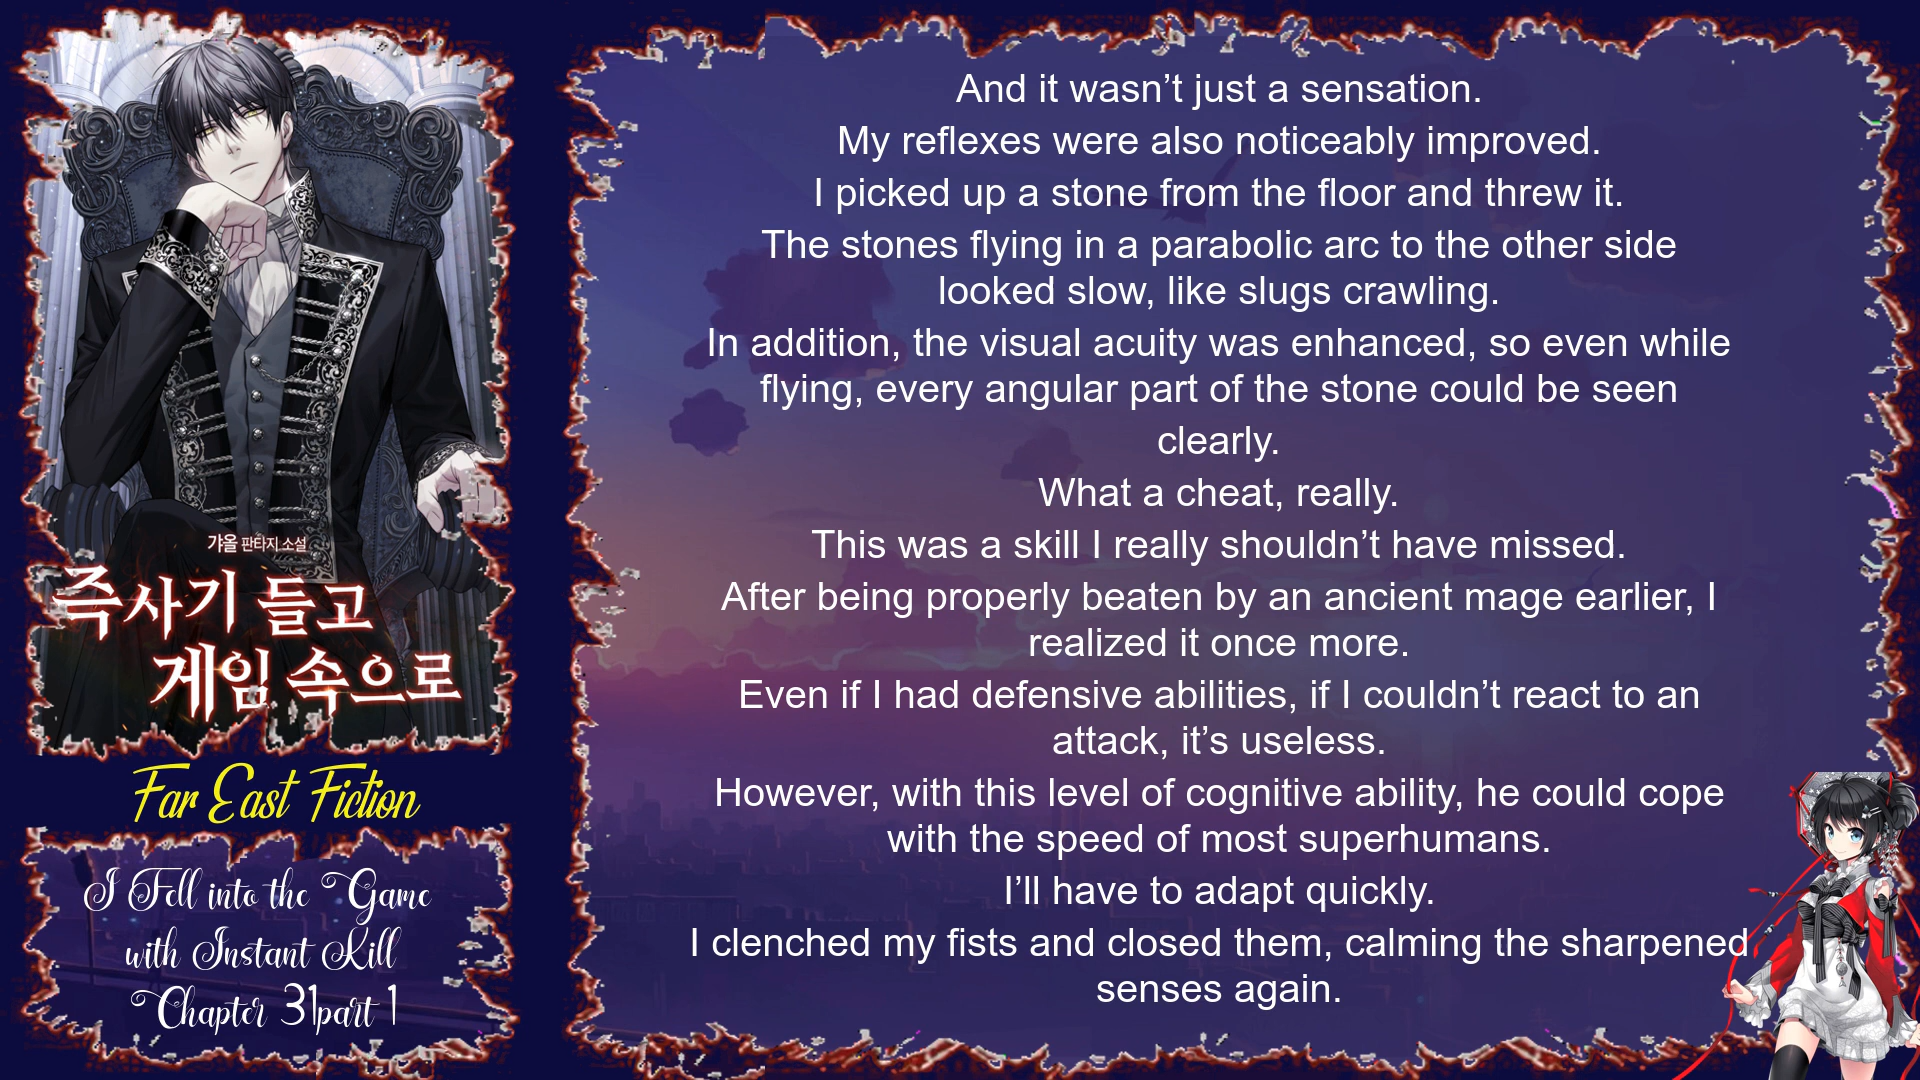 갸울 판타지 소설
즉사기 들고
게임 속으로
Far East Fiction
I Fell into the Game
with Instant Kill
Chapter 31part 1
And it wasn’t just a sensation.
My reflexes were also noticeably improved.
I picked up a stone from the floor and threw it.
The stones flying in a parabolic arc to the other side
looked slow, like slugs crawling.
In addition, the visual acuity was enhanced, so even while
flying, every angular part of the stone could be seen
clearly.
What a cheat, really.
This was a skill I really shouldn’t have missed.
After being properly beaten by an ancient mage earlier, I
realized it once more.
Even if I had defensive abilities, if I couldn’t react to an
attack, it’s useless.
However, with this level of cognitive ability, he could cope
with the speed of most superhumans.
I’ll have to adapt quickly.
I clenched my fists and closed them, calming the sharpened
senses again.